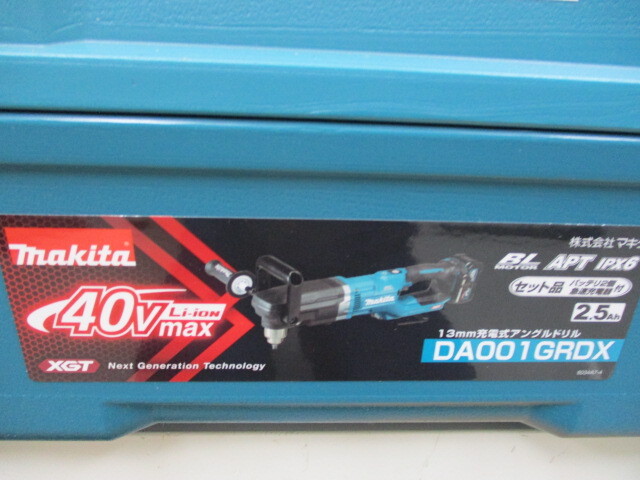 makita
40Vmax
Li-ion
XGT Next Generation Technology
makita
株式会社マキ
BL MOTOR APT IPX6
セット品 バッテリ2個 急速充電器付
2.5Ah
13mm充電式アングルドリル
DA001GRDX